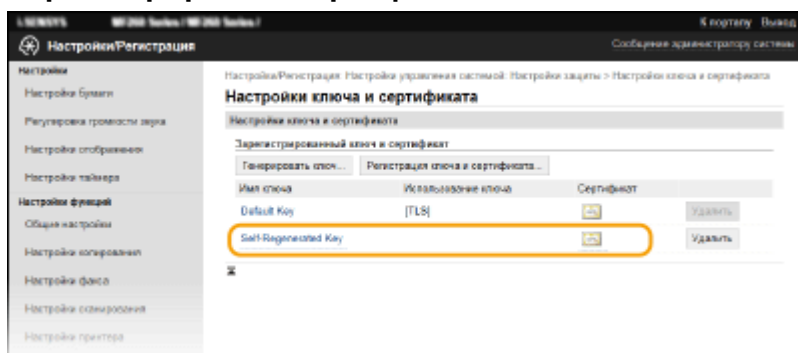 К порталу Выход
Настройки/Регистрация
Сообщение администратору системы
Настройки
Настройки бумаги
Регулировка громкости звука
Настройки отображения
Настройки таймера
Настройки функций
Общие настройки
Настройки копирования
Настройки факса
Настройки сканирования
Настройки принтера
Настройки/Регистрация: Настройки управления системой: Настройки защиты > Настройки ключа и сертификата
Настройки ключа и сертификата
Настройки ключа и сертификата
Зарегистрированный ключ и сертификат
Генерировать ключ... Регистрация ключа и сертификата...
Имя ключа Использование ключа Сертификат
Default Key [TLS] Удалить
Self-Regenerated Key Удалить